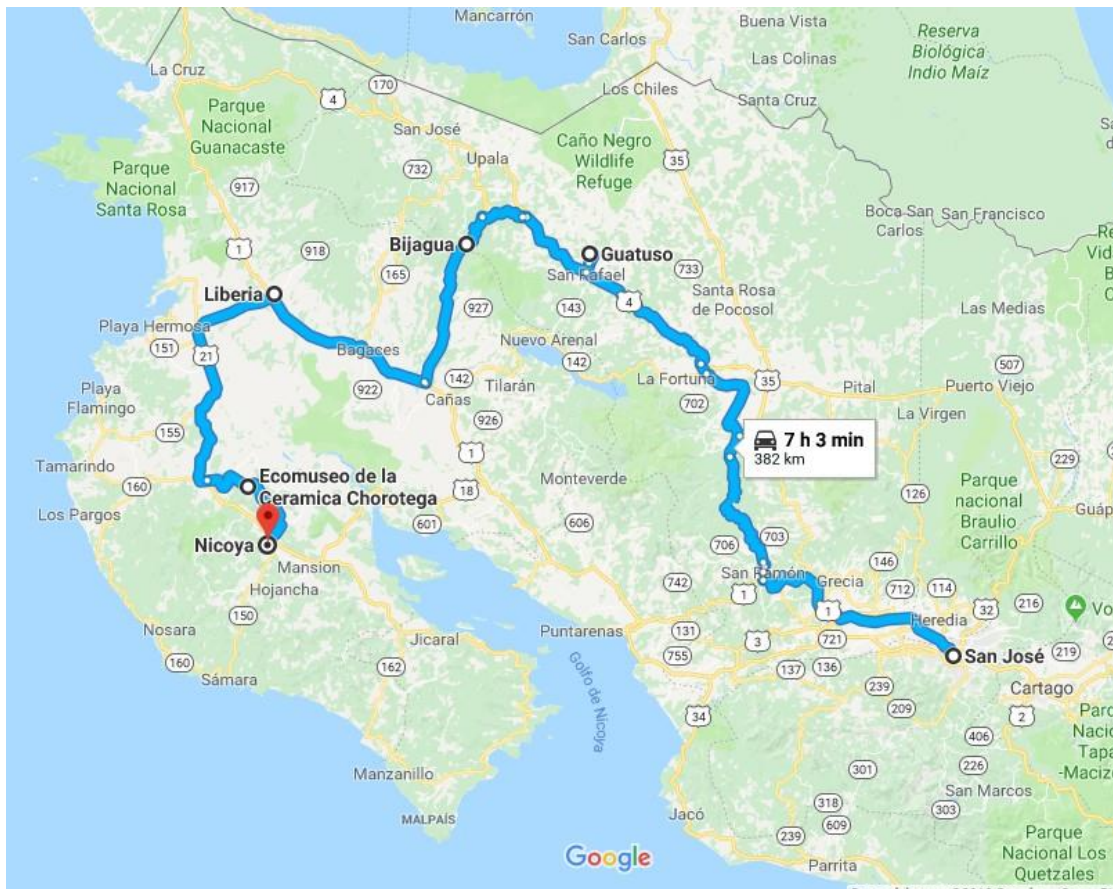 Mancarrón
Buena Vista
San Carlos
Las Colinas
Reserva
Biológica
Indio Maíz
La Cruz
170
Los Chiles
Santa Cruz
4
Parque
Nacional
Guanacaste
San José
Caño Negro
Wildlife
Refuge
35
Upala
732
Parque
Nacional
Santa Rosa
917
Boca San
Carlos
San Francisco
1
918
Bijagua
Guatuso
165
San Rafael
733
Liberia
4
Santa Rosa
de Pocosol
927
143
Las Medias
Playa Hermosa
151
21
Bagaces
Nuevo Arenal
142
507
922
142
Tilarán
La Fortuna
35
Pital
Puerto Viejo
Playa
Flamingo
Cañas
926
702
La Virgen
155
7 h 3 min
382 km
1
229
Tamarindo
160
Ecomuseo de la
Ceramica Chorotega
Monteverde
18
126
Parque
nacional
Braulio
Carrillo
Los Pargos
601
606
Nicoya
706
703
Mansion
San Ramón
146
Hojancha
742
1
Grecia
712
114
1
Heredia
32
216
150
Nosara
Puntarenas
131
3
721
Jicaral
755
137
136
San José
219
160
162
Sámara
Golfo de
Nicoya
239
209
Cartago
34
2
406
226
Manzanillo
301
San Marcos
MALPAÍS
318
303
Jacó
609
239
Google
Parrita
Parque
Nacional Los
Quetzales